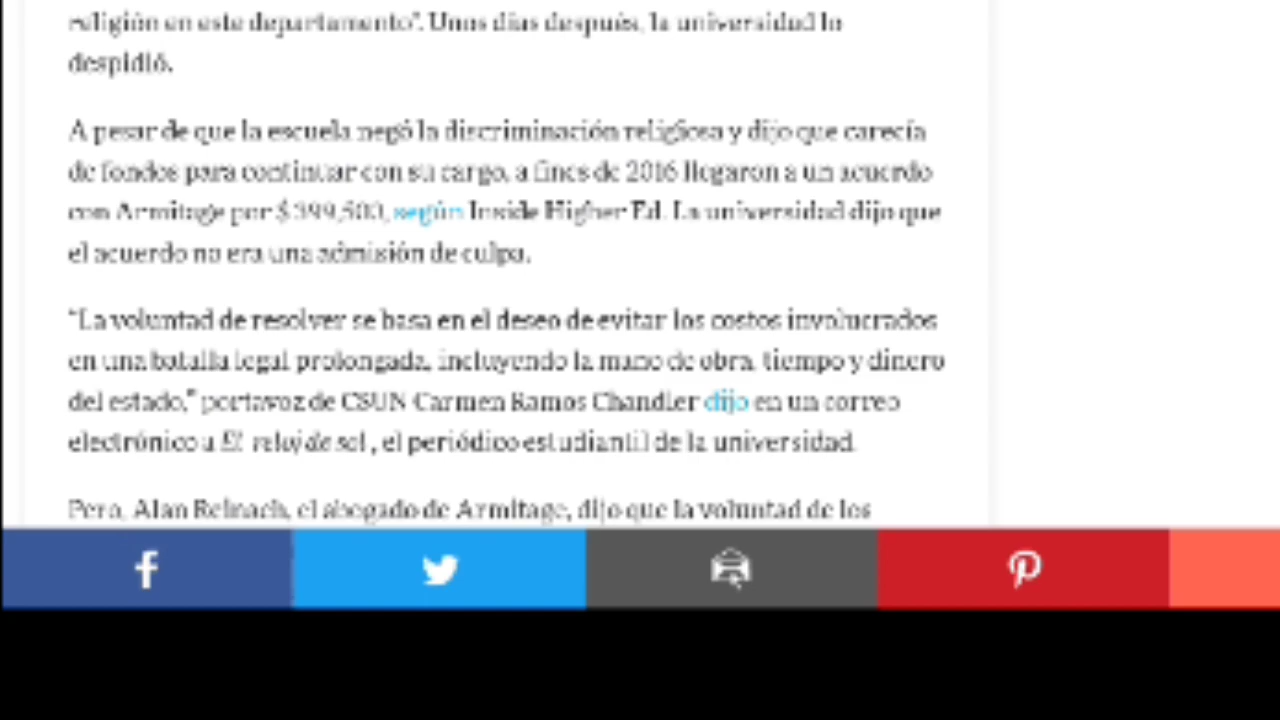 religión en este departamento". Unos días después, la universidad lo
despidió.
A pesar de que la escuela negó la discriminación religiosa y dijo que carecía
de fondos para continuar con su cargo, a fines de 2016 llegaron a un acuerdo
con Armitage por $ 399,500, según Inside Higher Ed. La universidad dijo que
el acuerdo no era una admisión de culpa.
"La voluntad de resolver se basa en el deseo de evitar los costos involucrados
en una batalla legal prolongada, incluyendo la mano de obra, tiempo y dinero
del estado," portavoz de CSUN Carmen Ramos Chandler dijo en un correo
electrónico a El reloj de sol , el periódico estudiantil de la universidad.
Pero, Alan Reinach, el abogado de Armitage, dijo que la voluntad de los